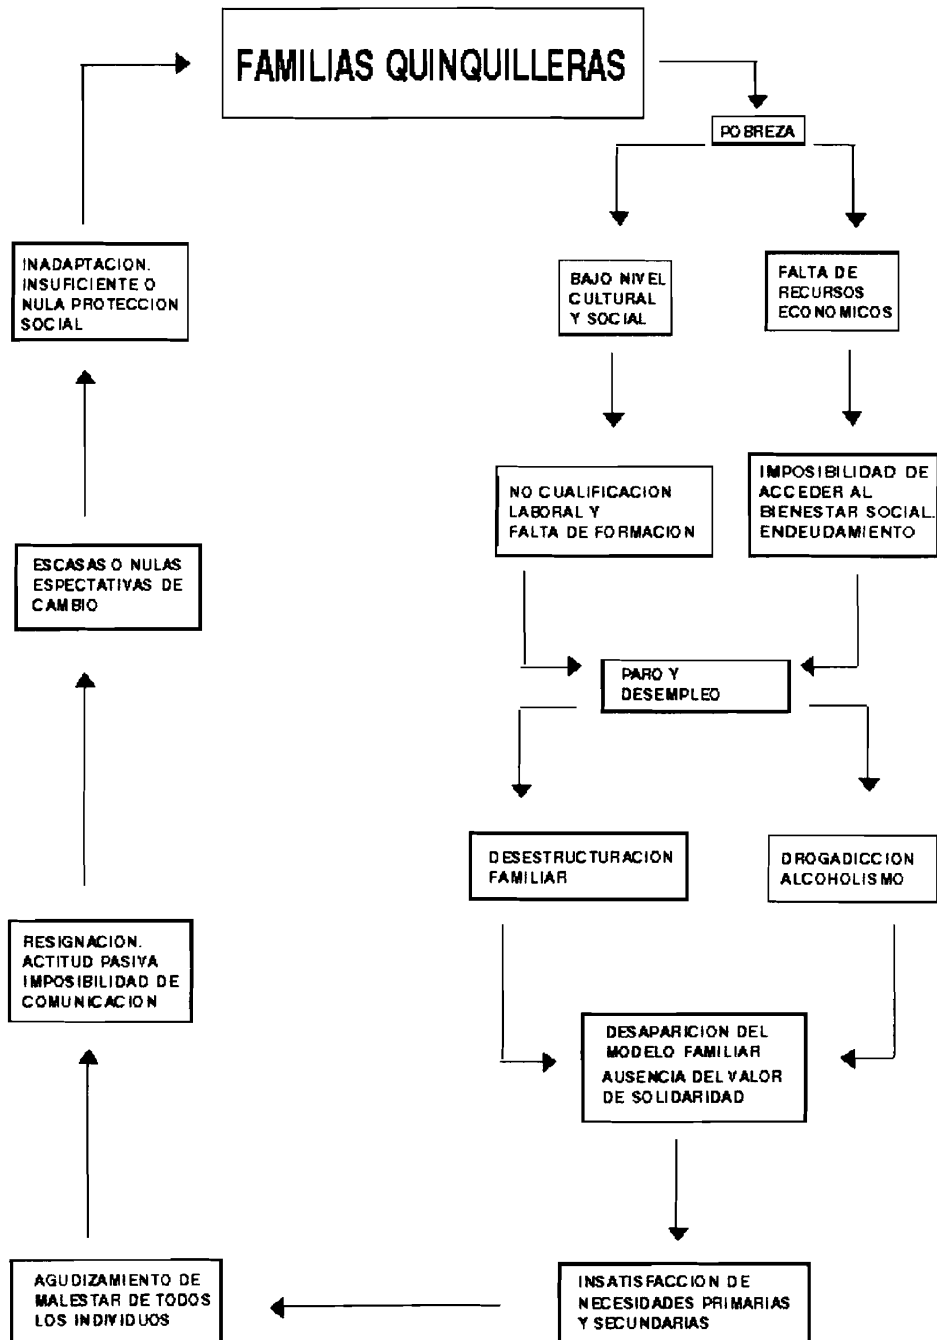 FAMILIAS QUINQUILLERAS
POBREZA
INADAPTACION.
INSUFICIENTE O
NULA PROTECCION
SOCIAL
BAJO NIVEL
CULTURAL
Y SOCIAL
FALTA DE
RECURSOS
ECONOMICOS
NO CUALIFICACION
LABORAL Y
FALTA DE FORMACION
IMPOSIBILIDAD DE
ACCEDER AL
BIENESTAR SOCIAL.
ENDEUDAMIENTO
ESCASAS O NULAS
ESPECTATIVAS DE
CAMBIO
PARO Y
DESEMPLEO
DESESTRUCTURACION
FAMILIAR
DROGADICCION
ALCOHOLISMO
RESIGNACION.
ACTITUD PASIVA
IMPOSIBILIDAD DE
COMUNICACION
DESAPARICION DEL
MODELO FAMILIAR
AUSENCIA DEL VALOR
DE SOLIDARIDAD
AGUDIZAMIENTO DE
MALESTAR DE TODOS
LOS INDIVIDUOS
INSATISFACCION DE
NECESIDADES PRIMARIAS
Y SECUNDARIAS